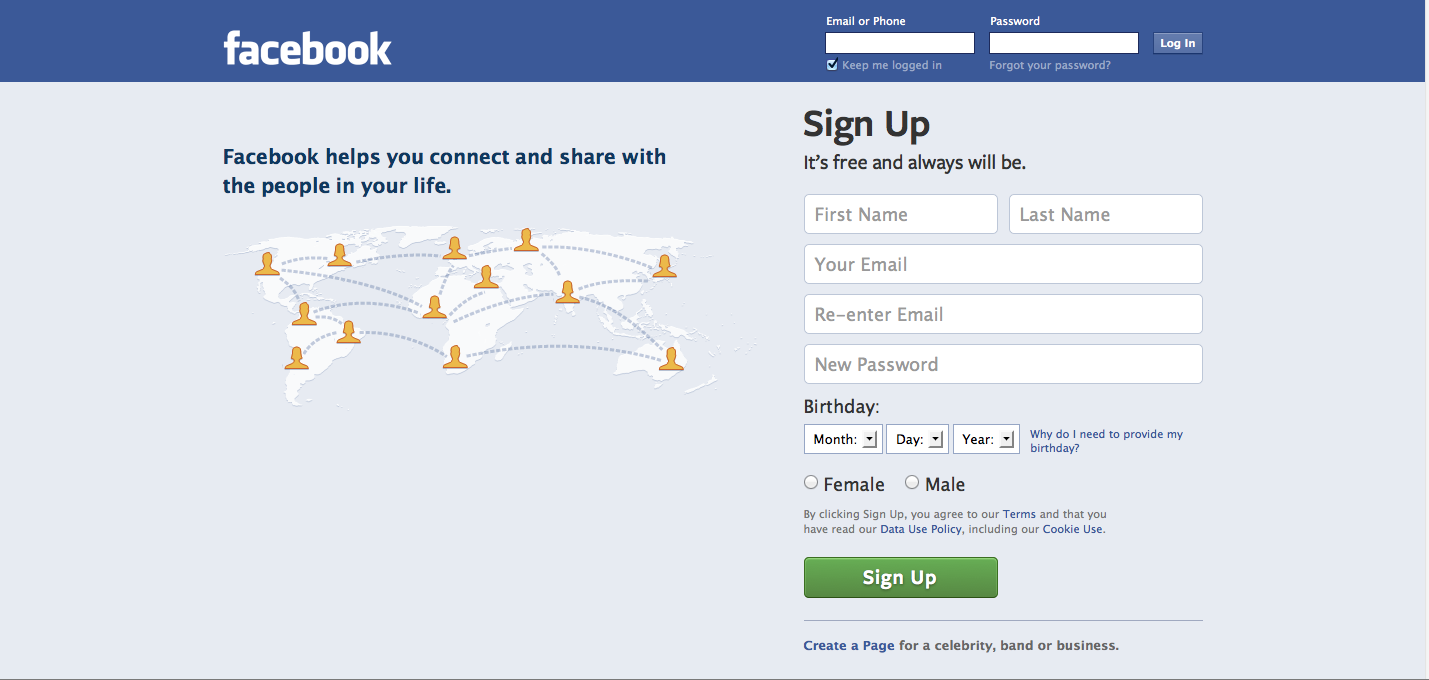 facebook
Email or Phone
Password
Log In
Keep me logged in
Forgot your password?
Facebook helps you connect and share with
the people in your life.
Sign Up
It's free and always will be.
First Name
Last Name
Your Email
Re-enter Email
New Password
Birthday:
Month:
Day:
Year:
Why do I need to provide my
birthday?
Female
Male
By clicking Sign Up, you agree to our Terms and that you
have read our Data Use Policy, including our Cookie Use.
Sign Up
Create a Page for a celebrity, band or business.